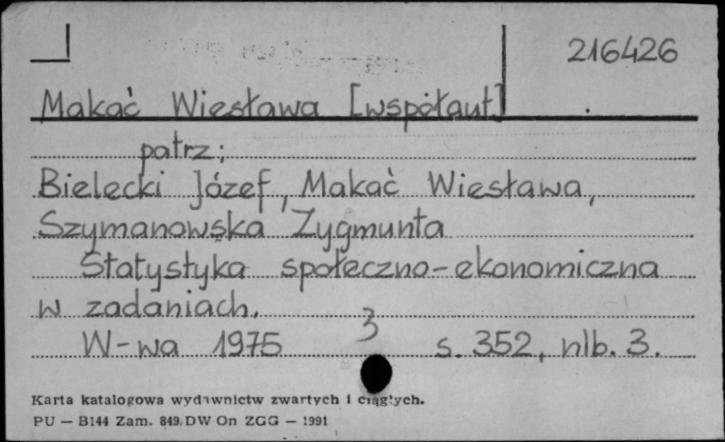 216426
Makać Wiesława [współaut]
patrz:
Bielecki Józef, Makać Wiesława,
Szymanowska Zygmunta
Statystyka społeczno-ekonomiczna
w zadaniach.
W-wa 1975 3 s. 352, nlb. 3.
Karta katalogowa wydawnictw zwartych i ciągłych.
PU — B144 Zam. 849/DW On ZGG — 1991